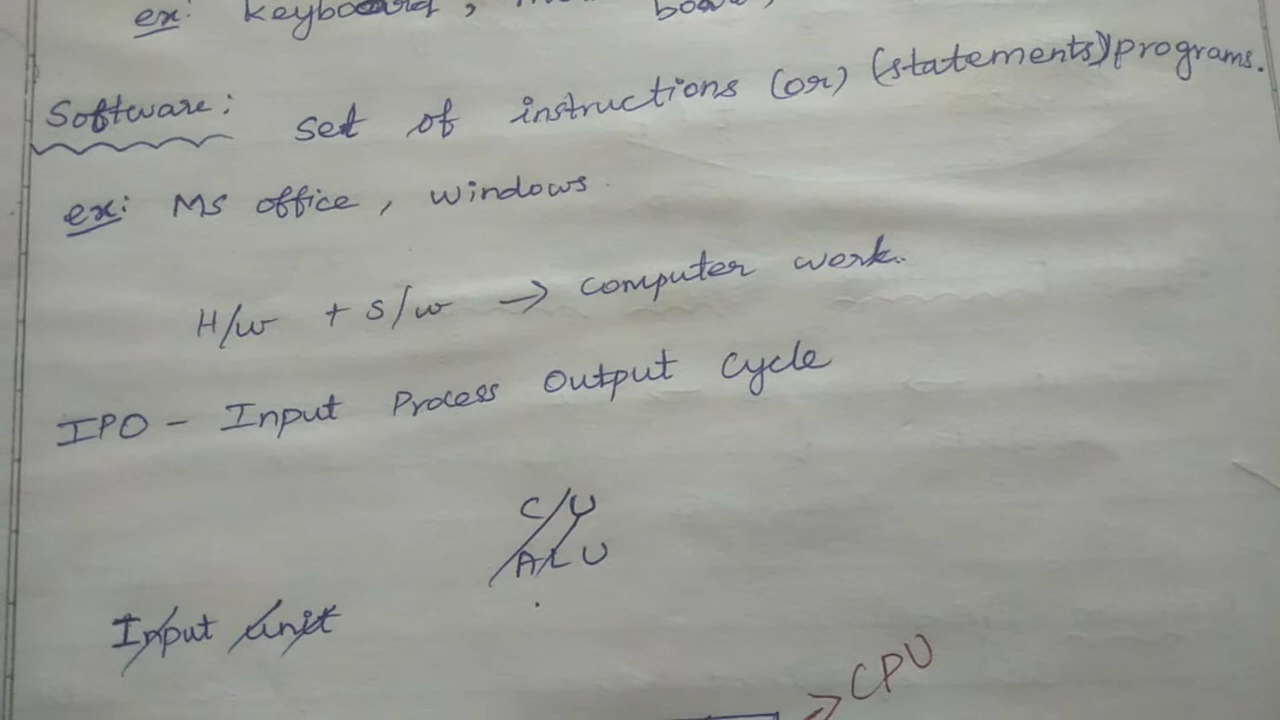 ex: keyboard,
Software: set of instructions (or) (statements) programs.
ex: MS office, windows.
H/w + S/w → computer work.
IPO - Input Process Output Cycle
C/U
ALU
Input unit
→ CPU